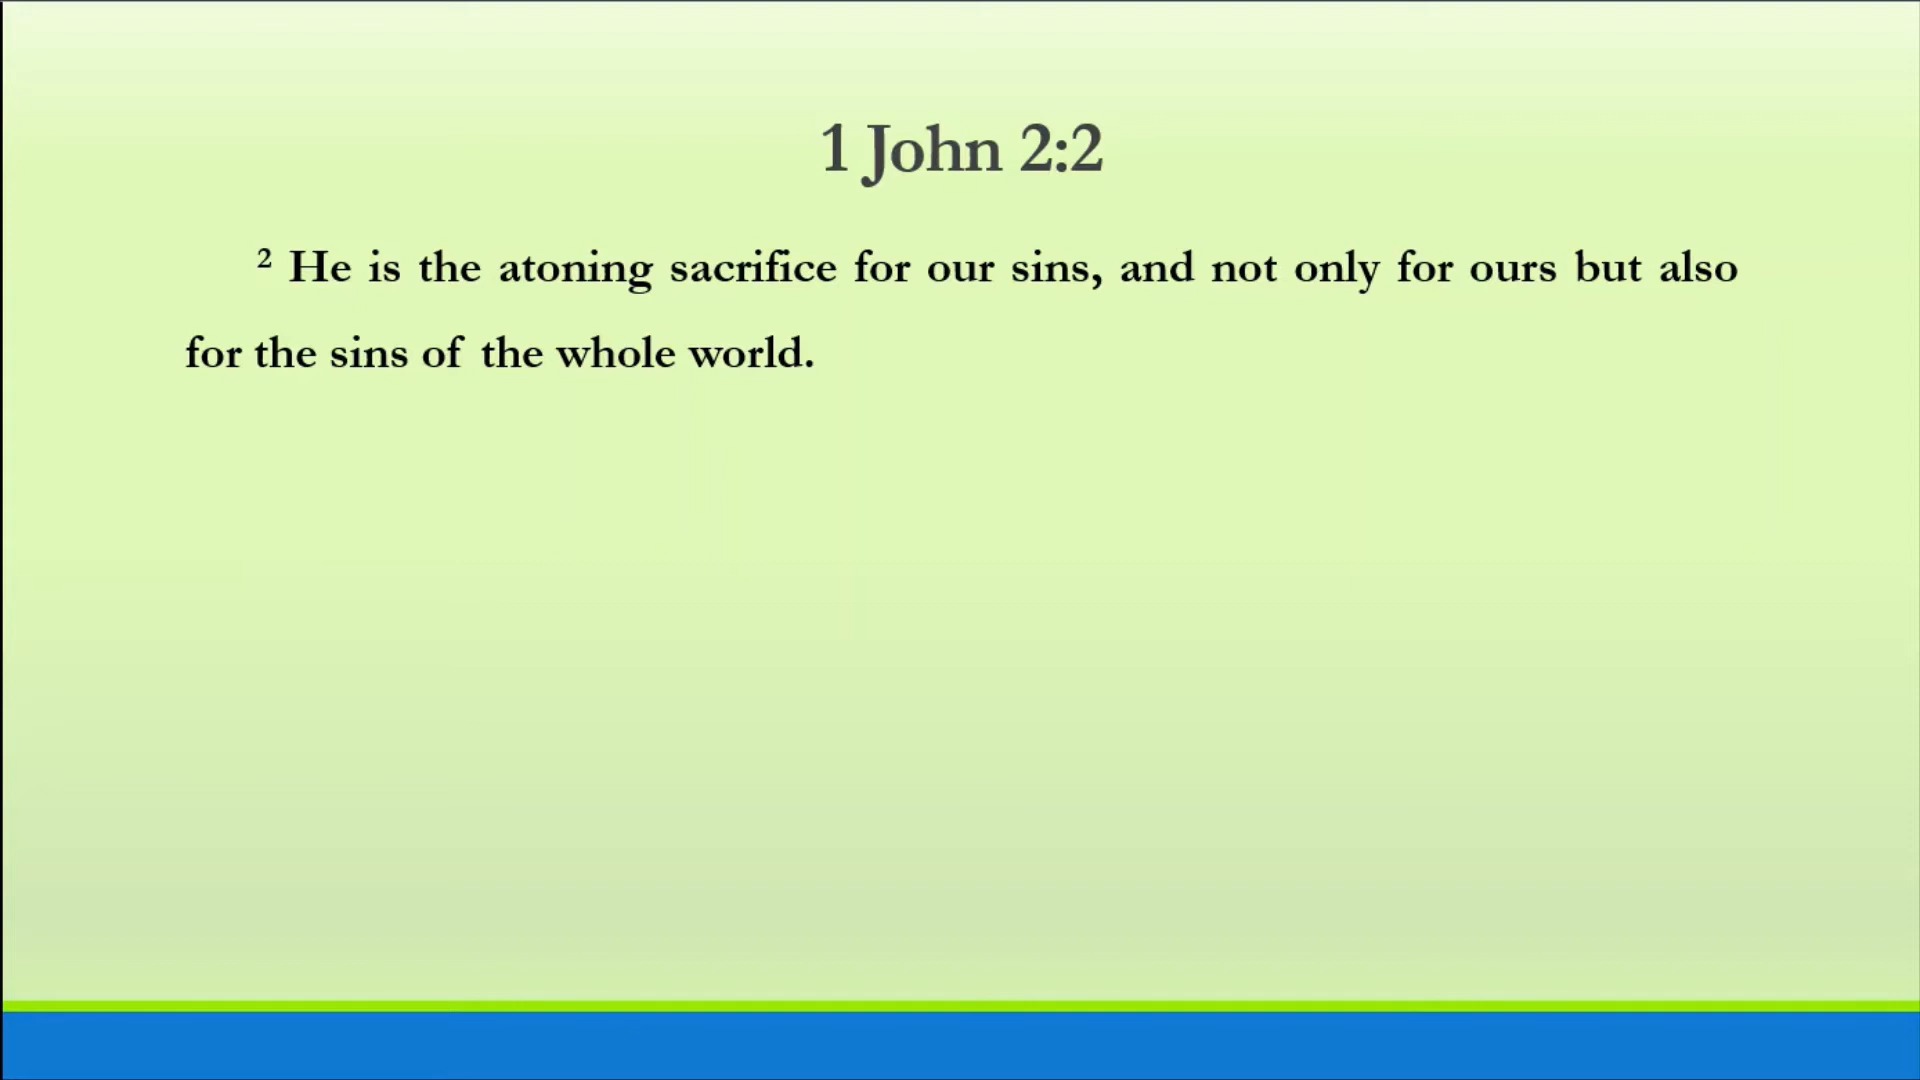 1 John 2:2
² He is the atoning sacrifice for our sins, and not only for ours but also
for the sins of the whole world.